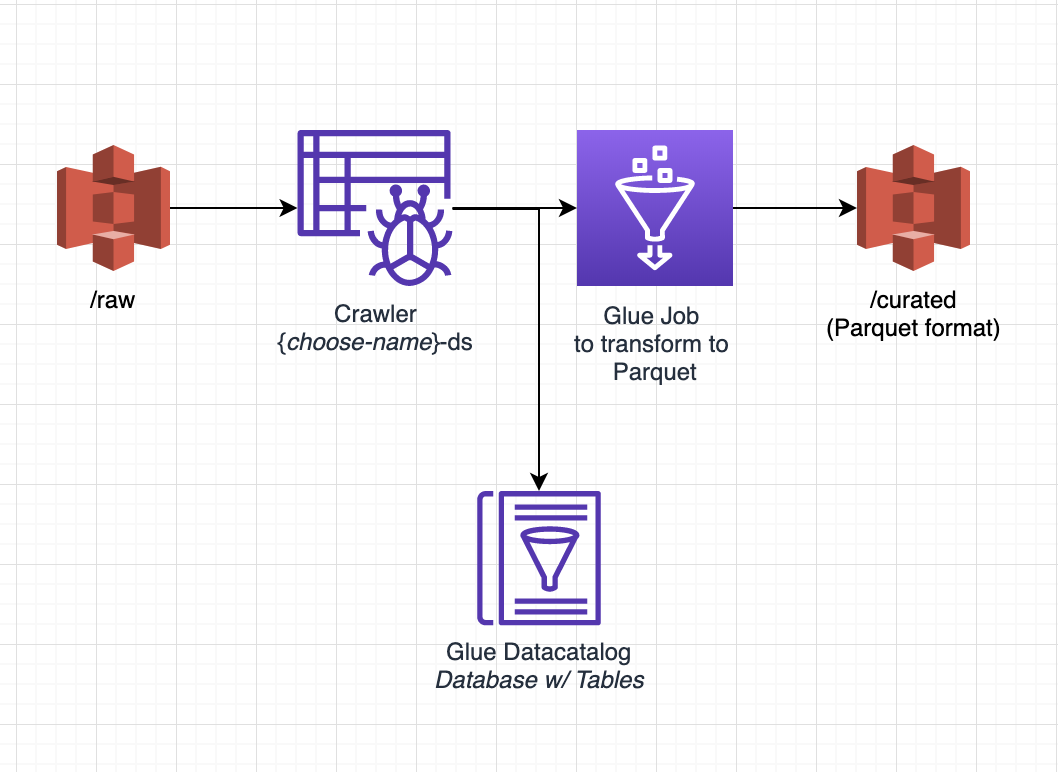 /raw
Crawler
{choose-name}-ds
Glue Job
to transform to
Parquet
/curated
(Parquet format)
Glue Datacatalog
Database w/ Tables